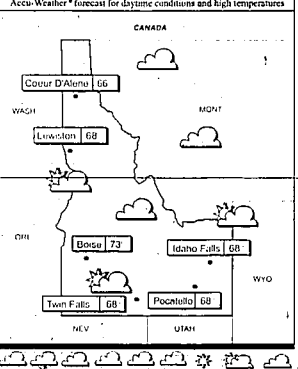 Accu-Weather® forecast for daytime conditions and high temperatures
CANADA
Coeur D'Alene 66
WASH
MONT
Lewiston 68°
ORE
Boise 73°
Idaho Falls 68°
WYO
Twin Falls 68°
Pocatello 68°
NEV
UTAH